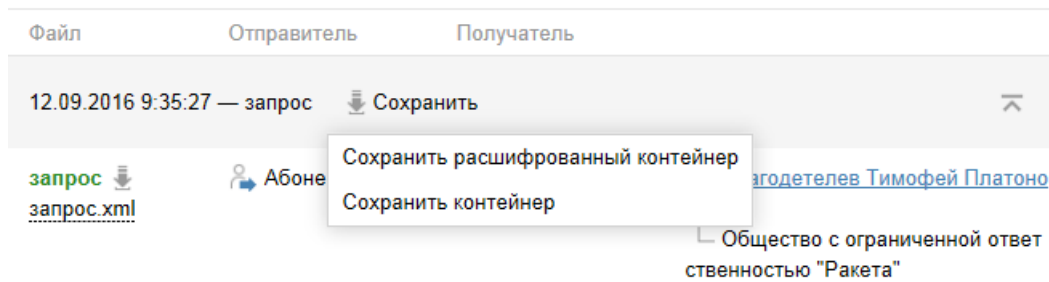 Файл Отправитель Получатель
12.09.2016 9:35:27 — запрос Сохранить
Сохранить расшифрованный контейнер
Сохранить контейнер
запрос Абоне агодетелев Тимофей Платоно
запрос.xml
Общество с ограниченной ответ
ственностью "Ракета"